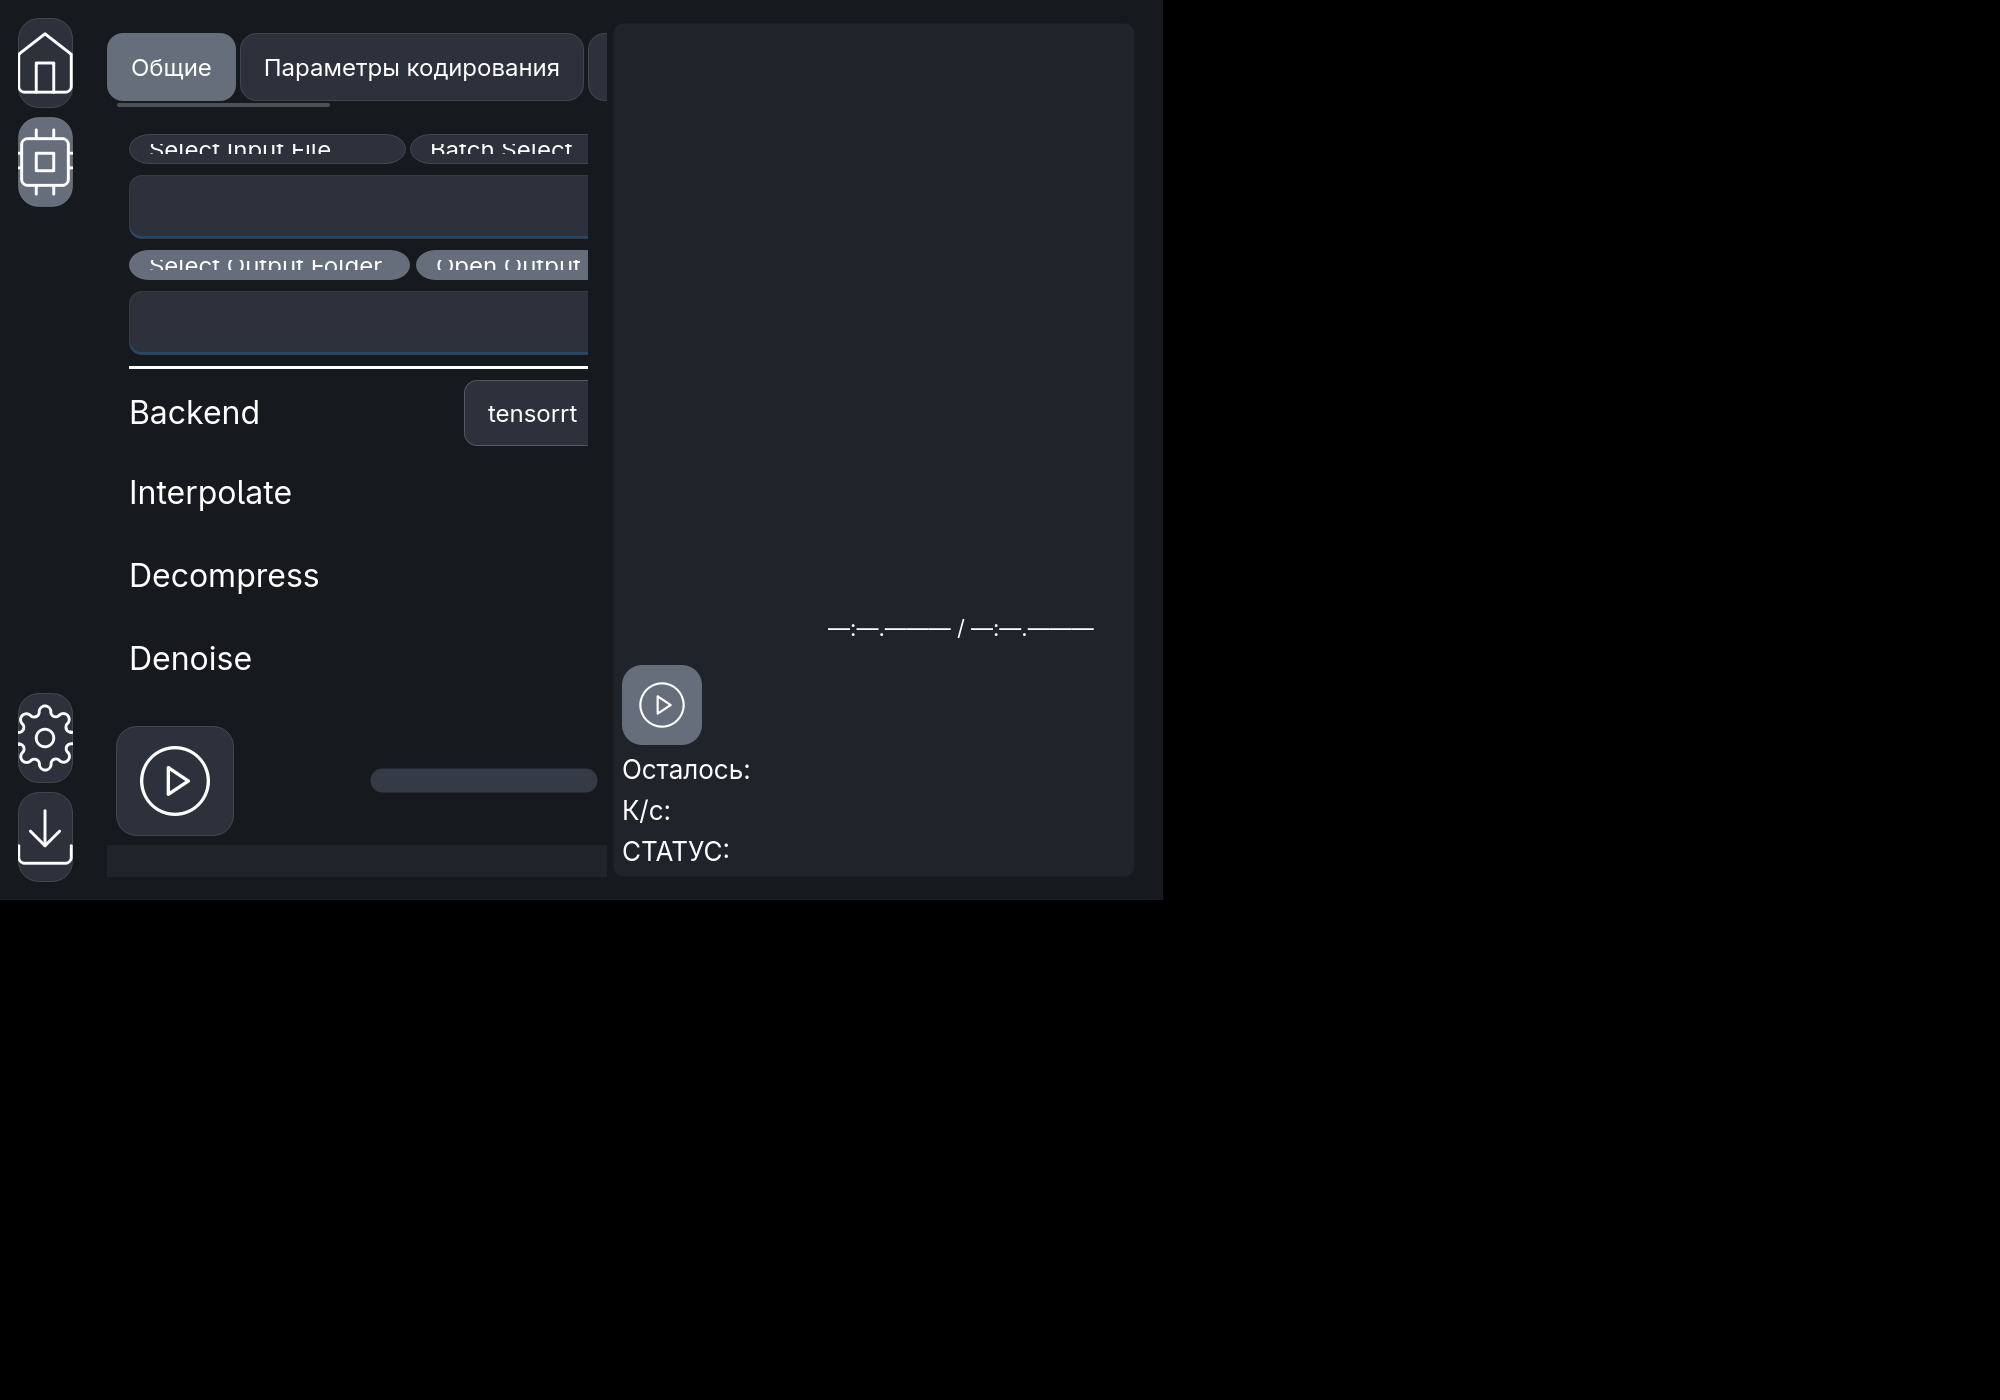 Общие Параметры кодирования
Select Input File Batch Select
Select Output Folder Open Output
Backend tensorrt
Interpolate
Decompress
Denoise
—:—.——— / —:—.———
Осталось:
К/с:
СТАТУС: